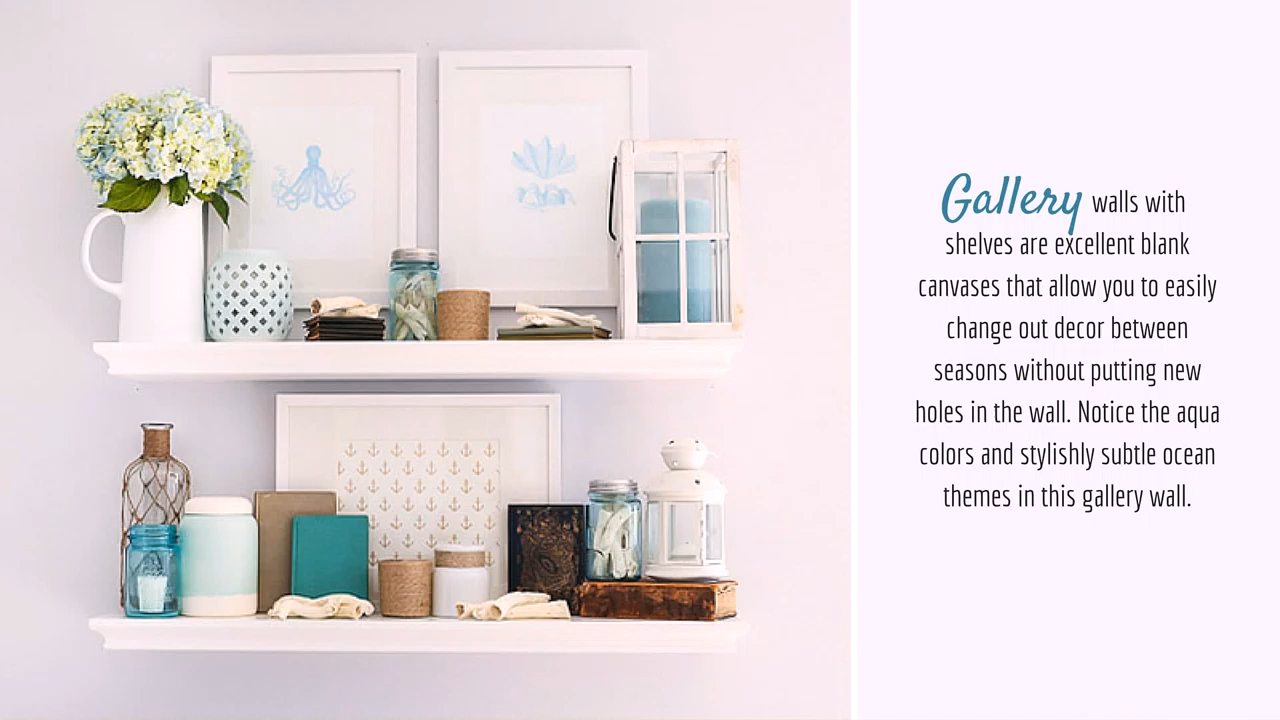 Gallery walls with
shelves are excellent blank
canvases that allow you to easily
change out decor between
seasons without putting new
holes in the wall. Notice the aqua
colors and stylishly subtle ocean
themes in this gallery wall.